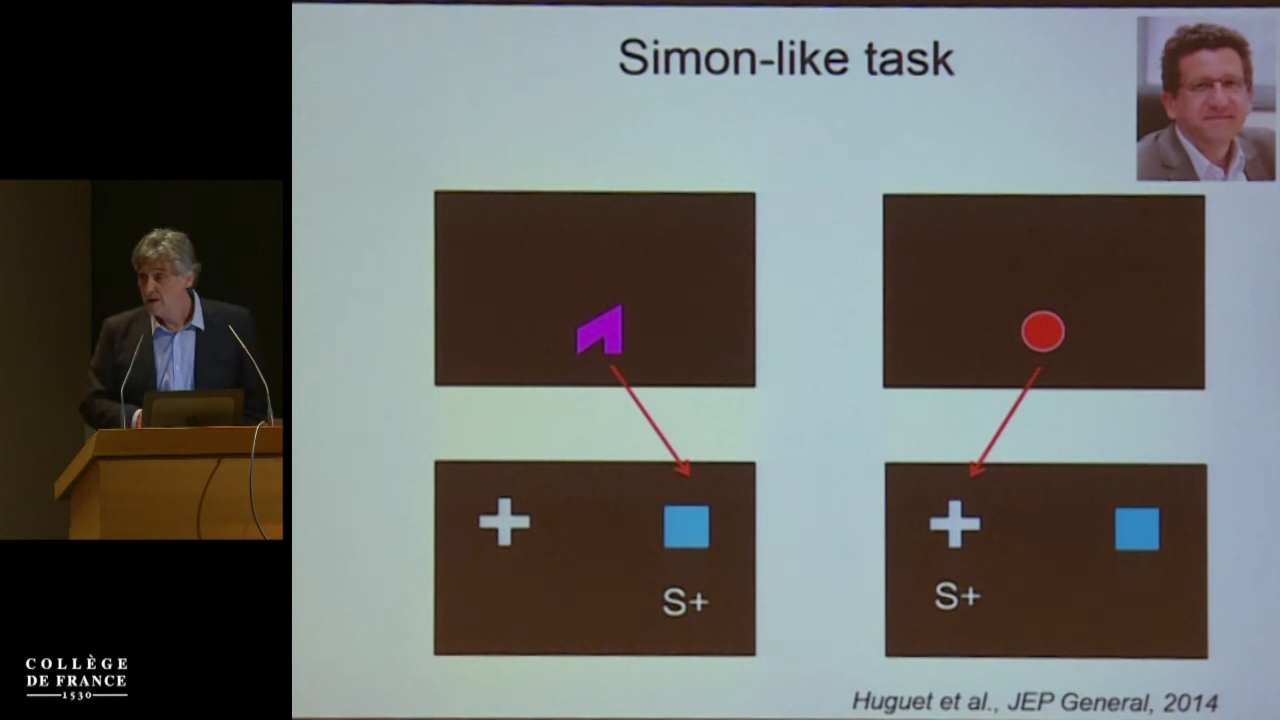 Simon-like task
S+
S+
Huguet et al., JEP General, 2014
COLLÈGE
DE FRANCE
1530